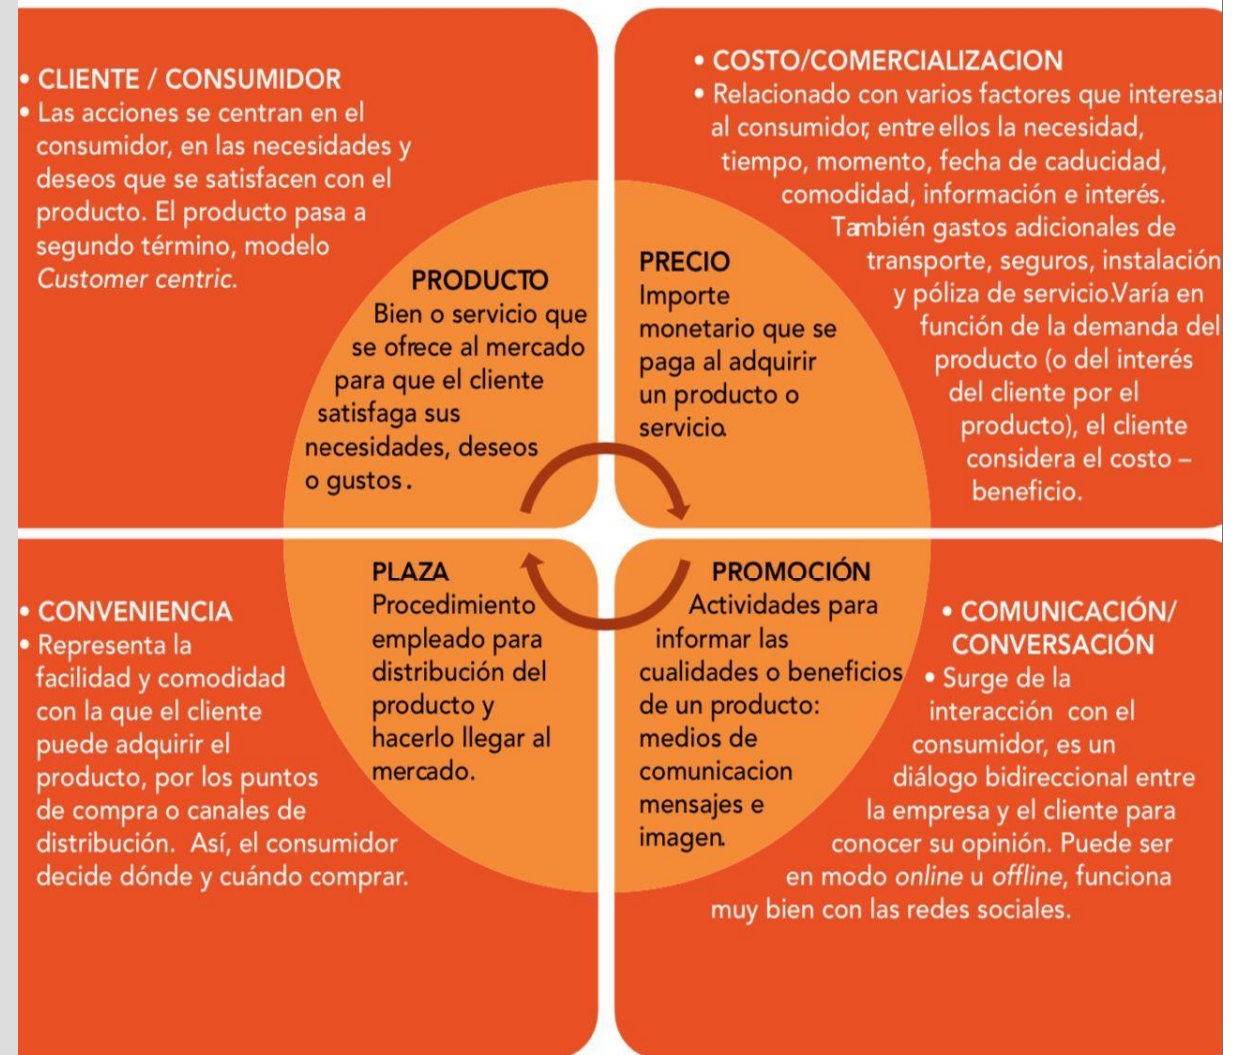 • CLIENTE / CONSUMIDOR
• Las acciones se centran en el
consumidor, en las necesidades y
deseos que se satisfacen con el
producto. El producto pasa a
segundo término, modelo
Customer centric.
PRODUCTO
Bien o servicio que
se ofrece al mercado
para que el cliente
satisfaga sus
necesidades, deseos
o gustos.
• COSTO/COMERCIALIZACION
• Relacionado con varios factores que interesan
al consumidor, entre ellos la necesidad,
tiempo, momento, fecha de caducidad,
comodidad, información e interés.
También gastos adicionales de
transporte, seguros, instalación
y póliza de servicio.Varía en
función de la demanda del
producto (o del interés
del cliente por el
producto), el cliente
considera el costo –
beneficio.
PRECIO
Importe
monetario que se
paga al adquirir
un producto o
servicio.
• CONVENIENCIA
• Representa la
facilidad y comodidad
con la que el cliente
puede adquirir el
producto, por los puntos
de compra o canales de
distribución. Así, el consumidor
decide dónde y cuándo comprar.
PLAZA
Procedimiento
empleado para
distribución del
producto y
hacerlo llegar al
mercado.
PROMOCIÓN
Actividades para
informar las
cualidades o beneficios
de un producto:
medios de
comunicacion
mensajes e
imagen.
• COMUNICACIÓN/
CONVERSACIÓN
• Surge de la
interacción con el
consumidor, es un
diálogo bidireccional entre
la empresa y el cliente para
conocer su opinión. Puede ser
en modo online u offline, funciona
muy bien con las redes sociales.